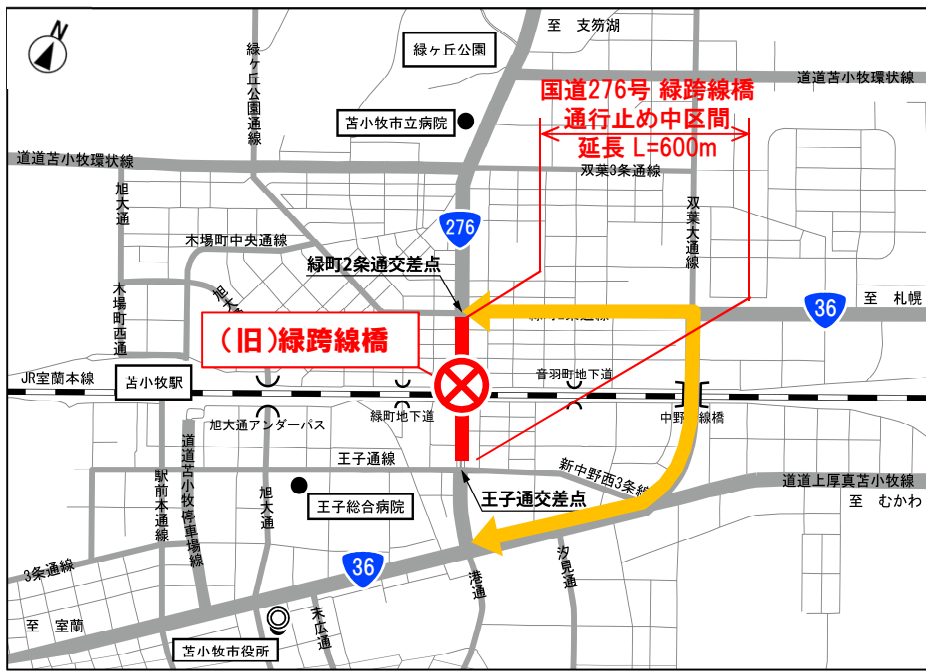 N
至 支笏湖
緑ヶ丘公園
緑ヶ丘公園通線
道道苫小牧環状線
国道276号 緑跨線橋
通行止め中区間
延長 L=600m
苫小牧市立病院
道道苫小牧環状線
双葉3条通線
旭大通
双葉大通線
276
木場町中央通線
緑町2条通交差点
木場町西通
旭大
至 札幌
36
(旧)緑跨線橋
JR室蘭本線
苫小牧駅
音羽町地下道
緑町地下道
中野
線橋
旭大通アンダーパス
王子通線
新中野西3条線
道道上厚真苫小牧線
至 むかわ
駅前本通線
道道苫小牧停車場線
旭大通
王子総合病院
王子通交差点
3条通線
36
港通
汐見通
至 室蘭
末広通
苫小牧市役所